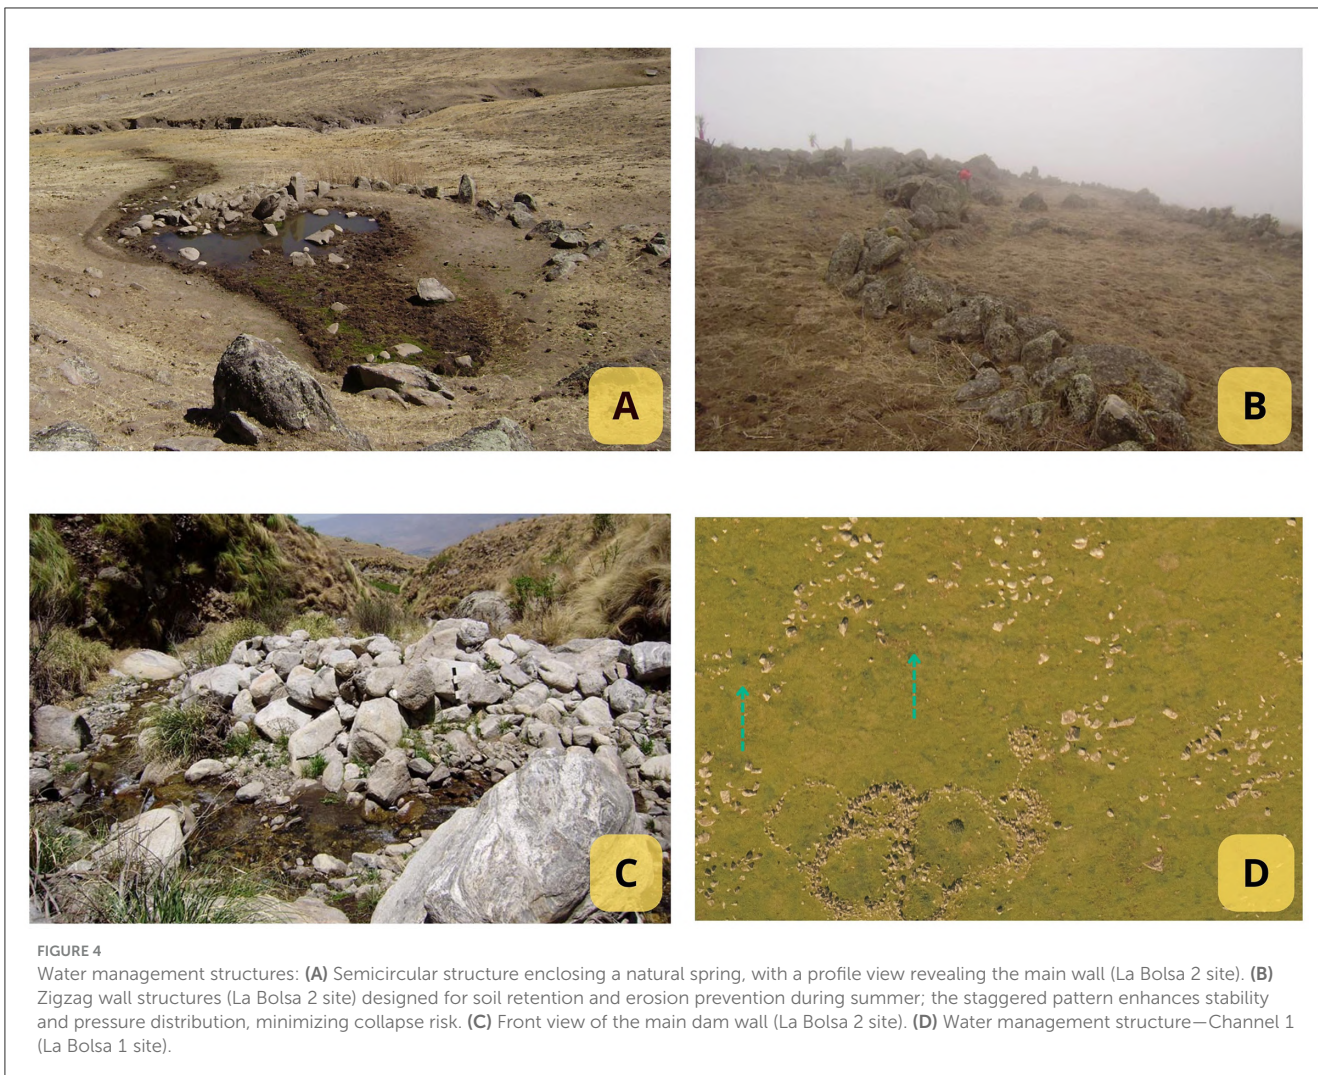 A
B
C
D
FIGURE 4
Water management structures: (A) Semicircular structure enclosing a natural spring, with a profile view revealing the main wall (La Bolsa 2 site). (B)
Zigzag wall structures (La Bolsa 2 site) designed for soil retention and erosion prevention during summer; the staggered pattern enhances stability
and pressure distribution, minimizing collapse risk. (C) Front view of the main dam wall (La Bolsa 2 site). (D) Water management structure—Channel 1
(La Bolsa 1 site).